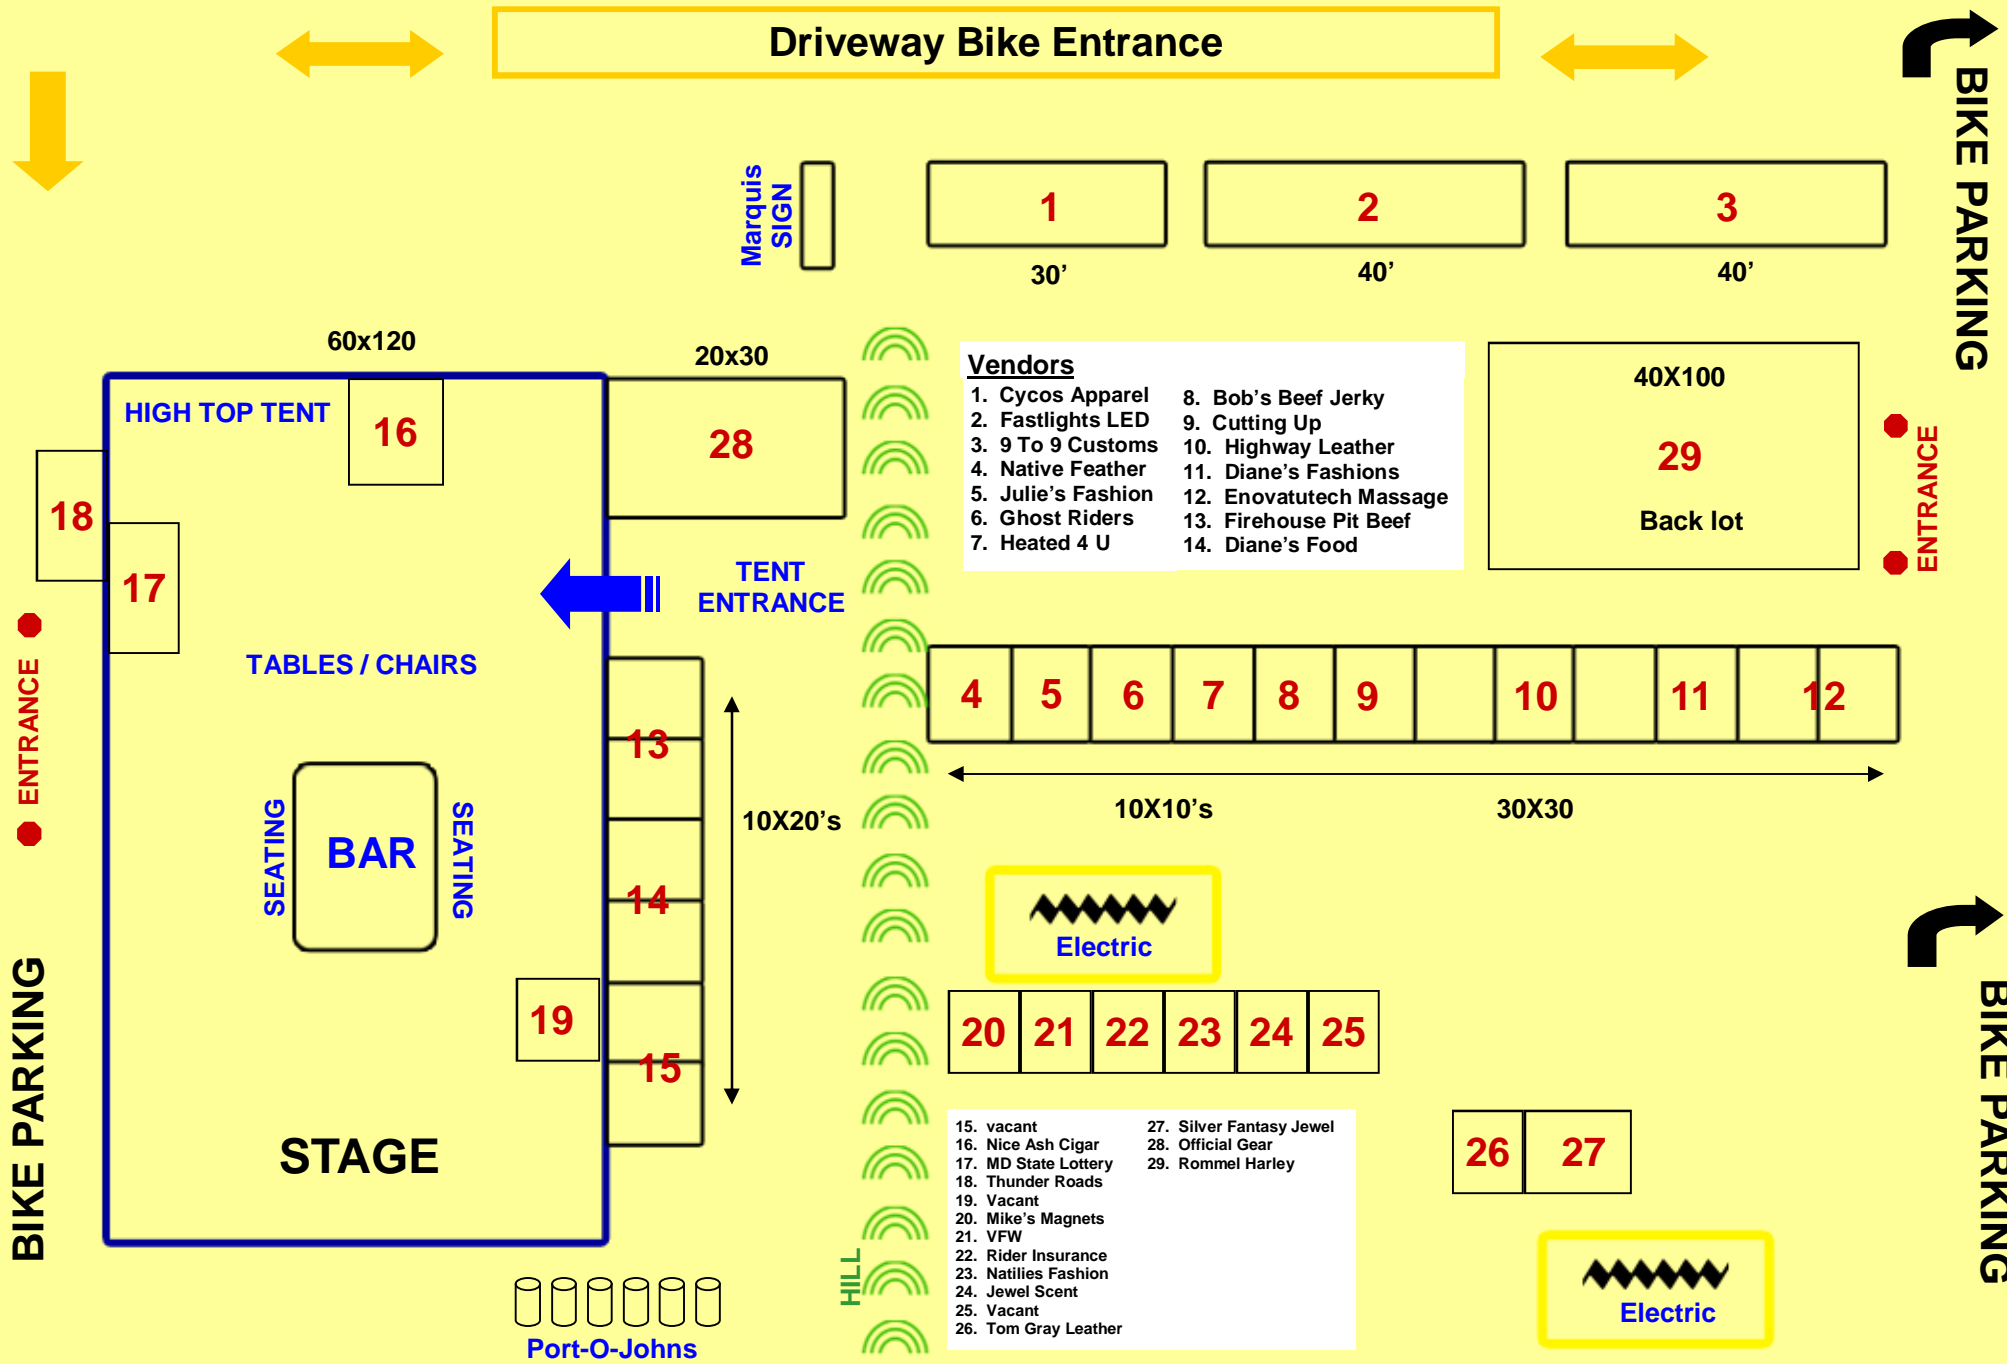 Driveway Bike Entrance
BIKE PARKING
Marquis
SIGN
1
2
3
30’
40’
40’
60x120
20x30
HIGH TOP TENT
16
28
18
17
TENT
ENTRANCE
TABLES / CHAIRS
ENTRANCE
Vendors
1. Cycos Apparel
2. Fastlights LED
3. 9 To 9 Customs
4. Native Feather
5. Julie’s Fashion
6. Ghost Riders
7. Heated 4 U
8. Bob’s Beef Jerky
9. Cutting Up
10. Highway Leather
11. Diane’s Fashions
12. Enovatutech Massage
13. Firehouse Pit Beef
14. Diane’s Food
40X100
29
Back lot
ENTRANCE
4 5 6 7 8 9 10 11 12
10X10’s
30X30
13
14
15
10X20’s
SEATING
BAR
SEATING
19
STAGE
BIKE PARKING
Port-O-Johns
HILL
Electric
20 21 22 23 24 25
15. vacant
16. Nice Ash Cigar
17. MD State Lottery
18. Thunder Roads
19. Vacant
20. Mike’s Magnets
21. VFW
22. Rider Insurance
23. Natilies Fashion
24. Jewel Scent
25. Vacant
26. Tom Gray Leather
27. Silver Fantasy Jewel
28. Official Gear
29. Rommel Harley
26 27
Electric
BIKE PARKING